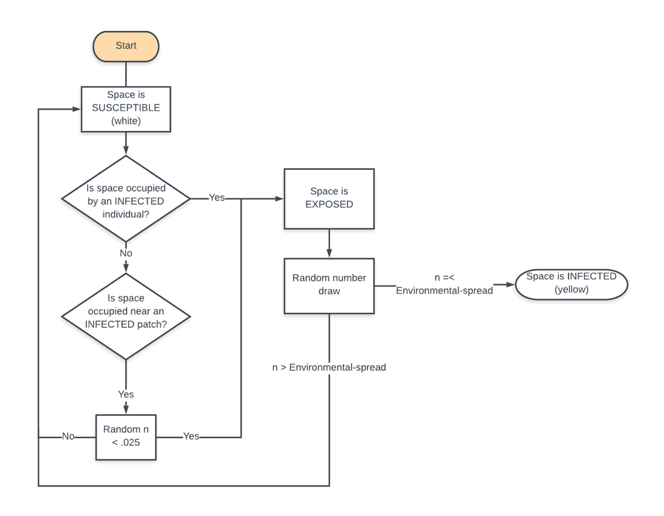 Start
Space is
SUSCEPTIBLE
(white)
Is space occupied
by an INFECTED
individual?
Yes
Space is
EXPOSED
No
Random number
draw
n =<
Environmental-spread
Space is INFECTED
(yellow)
Is space
occupied near an
INFECTED patch?
n > Environmental-spread
Yes
No
Random n
< .025
Yes